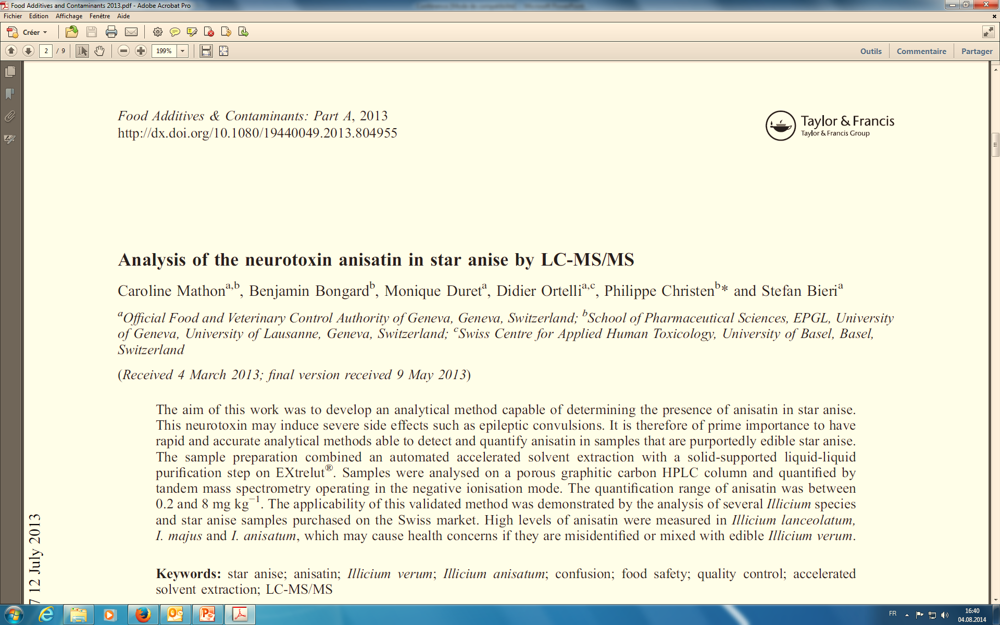 Food Additives and Contaminants 2013.pdf - Adobe Acrobat Pro
Fichier Edition Affichage Fenêtre Aide
Créer
2 / 9 199% Outils Commentaire Partager
Food Additives & Contaminants: Part A, 2013
http://dx.doi.org/10.1080/19440049.2013.804955
Taylor & Francis
Taylor & Francis Group
Analysis of the neurotoxin anisatin in star anise by LC-MS/MS
Caroline Mathon^a,b, Benjamin Bongard^b, Monique Duret^a, Didier Ortelli^a,c, Philippe Christen^b* and Stefan Bieri^a
^aOfficial Food and Veterinary Control Authority of Geneva, Geneva, Switzerland; ^bSchool of Pharmaceutical Sciences, EPGL, University
of Geneva, University of Lausanne, Geneva, Switzerland; ^cSwiss Centre for Applied Human Toxicology, University of Basel, Basel,
Switzerland
(Received 4 March 2013; final version received 9 May 2013)
The aim of this work was to develop an analytical method capable of determining the presence of anisatin in star anise.
This neurotoxin may induce severe side effects such as epileptic convulsions. It is therefore of prime importance to have
rapid and accurate analytical methods able to detect and quantify anisatin in samples that are purportedly edible star anise.
The sample preparation combined an automated accelerated solvent extraction with a solid-supported liquid-liquid
purification step on EXtrelut®. Samples were analysed on a porous graphitic carbon HPLC column and quantified by
tandem mass spectrometry operating in the negative ionisation mode. The quantification range of anisatin was between
0.2 and 8 mg kg⁻¹. The applicability of this validated method was demonstrated by the analysis of several Illicium species
and star anise samples purchased on the Swiss market. High levels of anisatin were measured in Illicium lanceolatum,
I. majus and I. anisatum, which may cause health concerns if they are misidentified or mixed with edible Illicium verum.
Keywords: star anise; anisatin; Illicium verum; Illicium anisatum; confusion; food safety; quality control; accelerated
solvent extraction; LC-MS/MS
7 12 July 2013
FR
16:40
04.08.2014